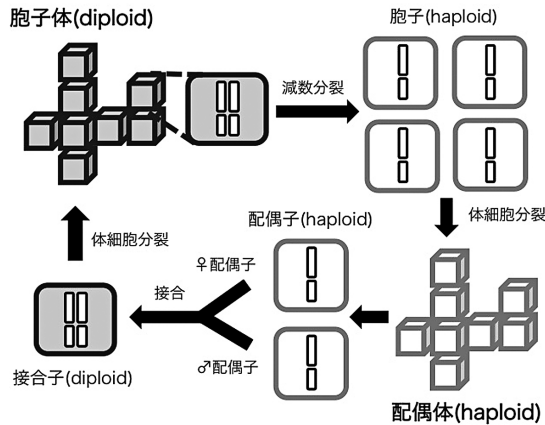 胞子体(diploid)
胞子(haploid)
減数分裂
体細胞分裂
配偶子(haploid)
体細胞分裂
♀配偶子
接合
♂配偶子
接合子(diploid)
配偶体(haploid)